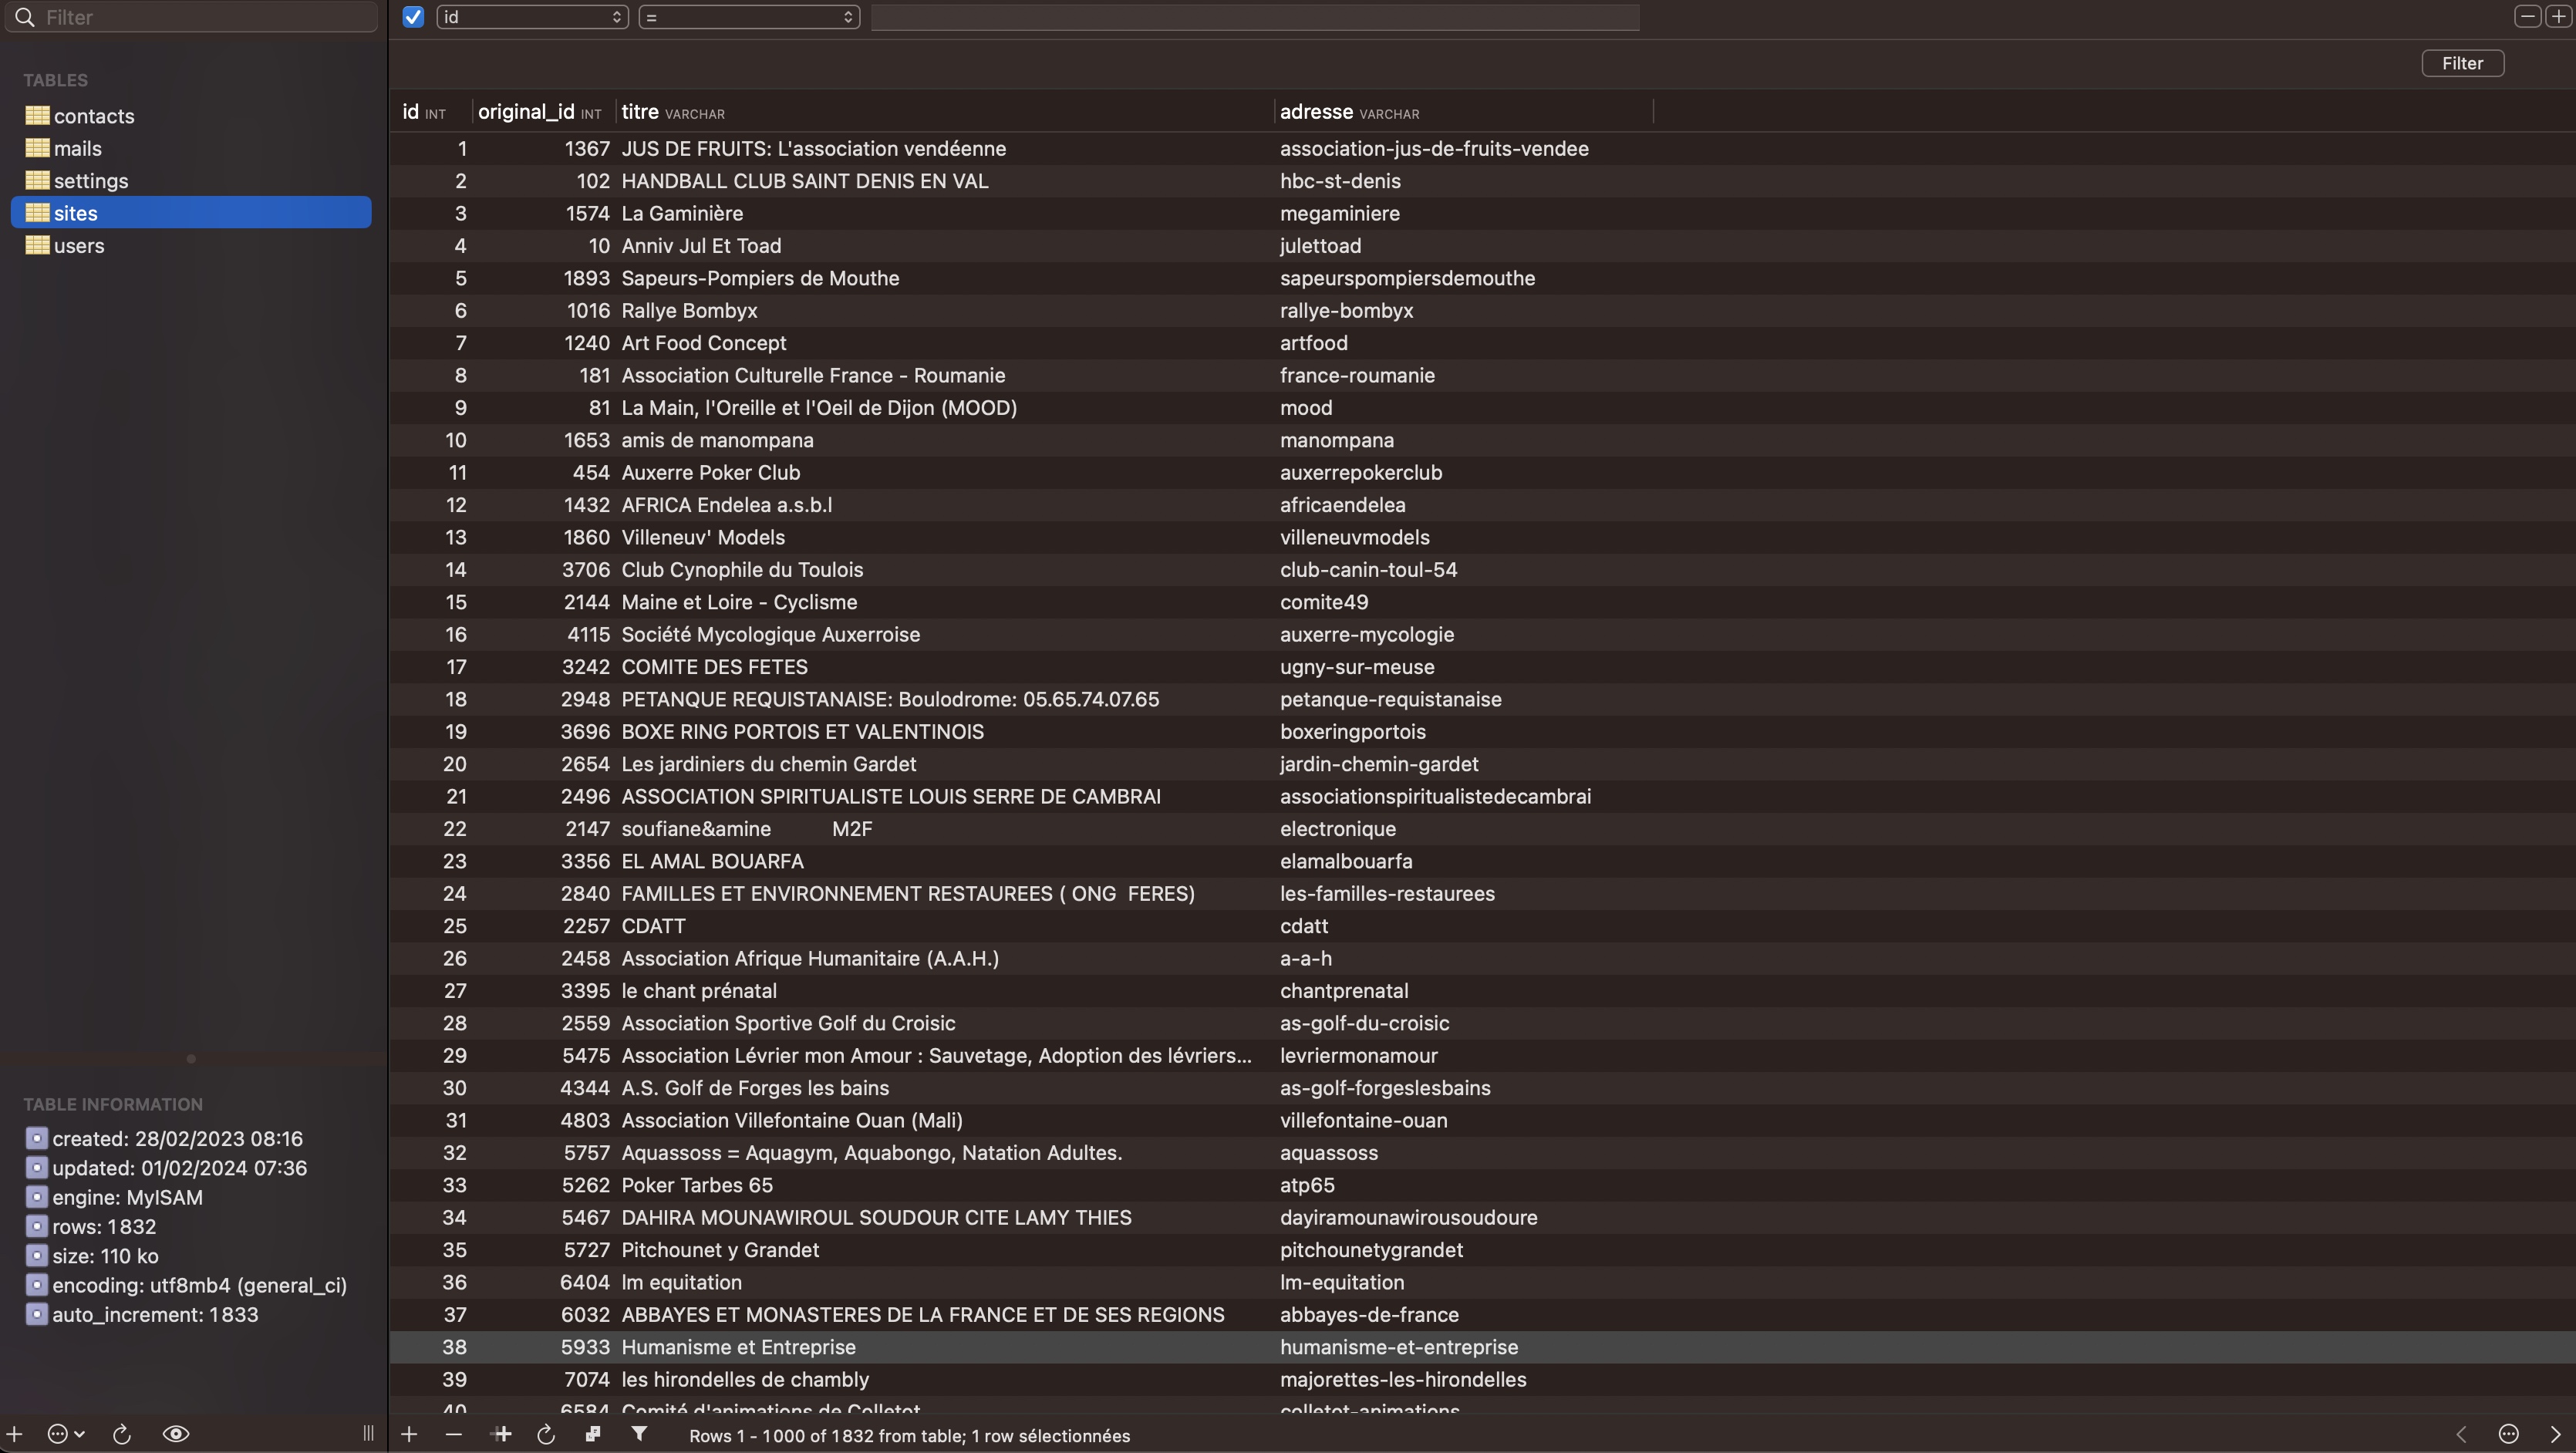 Filter
TABLES
contacts
mails
settings
sites
users
TABLE INFORMATION
created: 28/02/2023 08:16
updated: 01/02/2024 07:36
engine: MyISAM
rows: 1 832
size: 110 ko
encoding: utf8mb4 (general_ci)
auto_increment: 1 833
id =
Filter
id INT original_id INT titre VARCHAR adresse VARCHAR
1 1367 JUS DE FRUITS: L'association vendéenne association-jus-de-fruits-vendee
2 102 HANDBALL CLUB SAINT DENIS EN VAL hbc-st-denis
3 1574 La Gaminière megaminiere
4 10 Anniv Jul Et Toad julettoad
5 1893 Sapeurs-Pompiers de Mouthe sapeurspompiersdemouthe
6 1016 Rallye Bombyx rallye-bombyx
7 1240 Art Food Concept artfood
8 181 Association Culturelle France - Roumanie france-roumanie
9 81 La Main, l'Oreille et l'Oeil de Dijon (MOOD) mood
10 1653 amis de manompana manompana
11 454 Auxerre Poker Club auxerrepokerclub
12 1432 AFRICA Endelea a.s.b.l africaendelea
13 1860 Villeneuv' Models villeneuvmodels
14 3706 Club Cynophile du Toulois club-canin-toul-54
15 2144 Maine et Loire - Cyclisme comite49
16 4115 Société Mycologique Auxerroise auxerre-mycologie
17 3242 COMITE DES FETES ugny-sur-meuse
18 2948 PETANQUE REQUISTANAISE: Boulodrome: 05.65.74.07.65 petanque-requistanaise
19 3696 BOXE RING PORTOIS ET VALENTINOIS boxeringportois
20 2654 Les jardiniers du chemin Gardet jardin-chemin-gardet
21 2496 ASSOCIATION SPIRITUALISTE LOUIS SERRE DE CAMBRAI associationspiritualistedecambrai
22 2147 soufiane&amine M2F electronique
23 3356 EL AMAL BOUARFA elamalbouarfa
24 2840 FAMILLES ET ENVIRONNEMENT RESTAUREES ( ONG FERES) les-familles-restaurees
25 2257 CDATT cdatt
26 2458 Association Afrique Humanitaire (A.A.H.) a-a-h
27 3395 le chant prénatal chantprenatal
28 2559 Association Sportive Golf du Croisic as-golf-du-croisic
29 5475 Association Lévrier mon Amour : Sauvetage, Adoption des lévriers... levriermonamour
30 4344 A.S. Golf de Forges les bains as-golf-forgeslesbains
31 4803 Association Villefontaine Ouan (Mali) villefontaine-ouan
32 5757 Aquassoss = Aquagym, Aquabongo, Natation Adultes. aquassoss
33 5262 Poker Tarbes 65 atp65
34 5467 DAHIRA MOUNAWIROUL SOUDOUR CITE LAMY THIES dayiramounawirousoudoure
35 5727 Pitchounet y Grandet pitchounetygrandet
36 6404 lm equitation lm-equitation
37 6032 ABBAYES ET MONASTERES DE LA FRANCE ET DE SES REGIONS abbayes-de-france
38 5933 Humanisme et Entreprise humanisme-et-entreprise
39 7074 les hirondelles de chambly majorettes-les-hirondelles
40 6584 Comité d'animations de Colletot colletot-animations
Rows 1 - 1 000 of 1 832 from table; 1 row sélectionnées